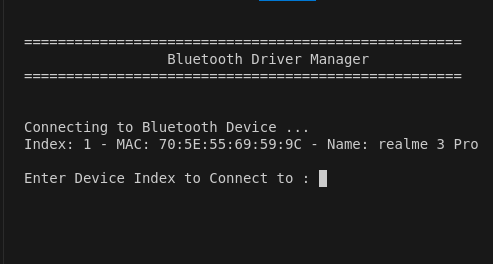 ====================================================
Bluetooth Driver Manager
====================================================
Connecting to Bluetooth Device ...
Index: 1 - MAC: 70:5E:55:69:59:9C - Name: realme 3 Pro
Enter Device Index to Connect to :